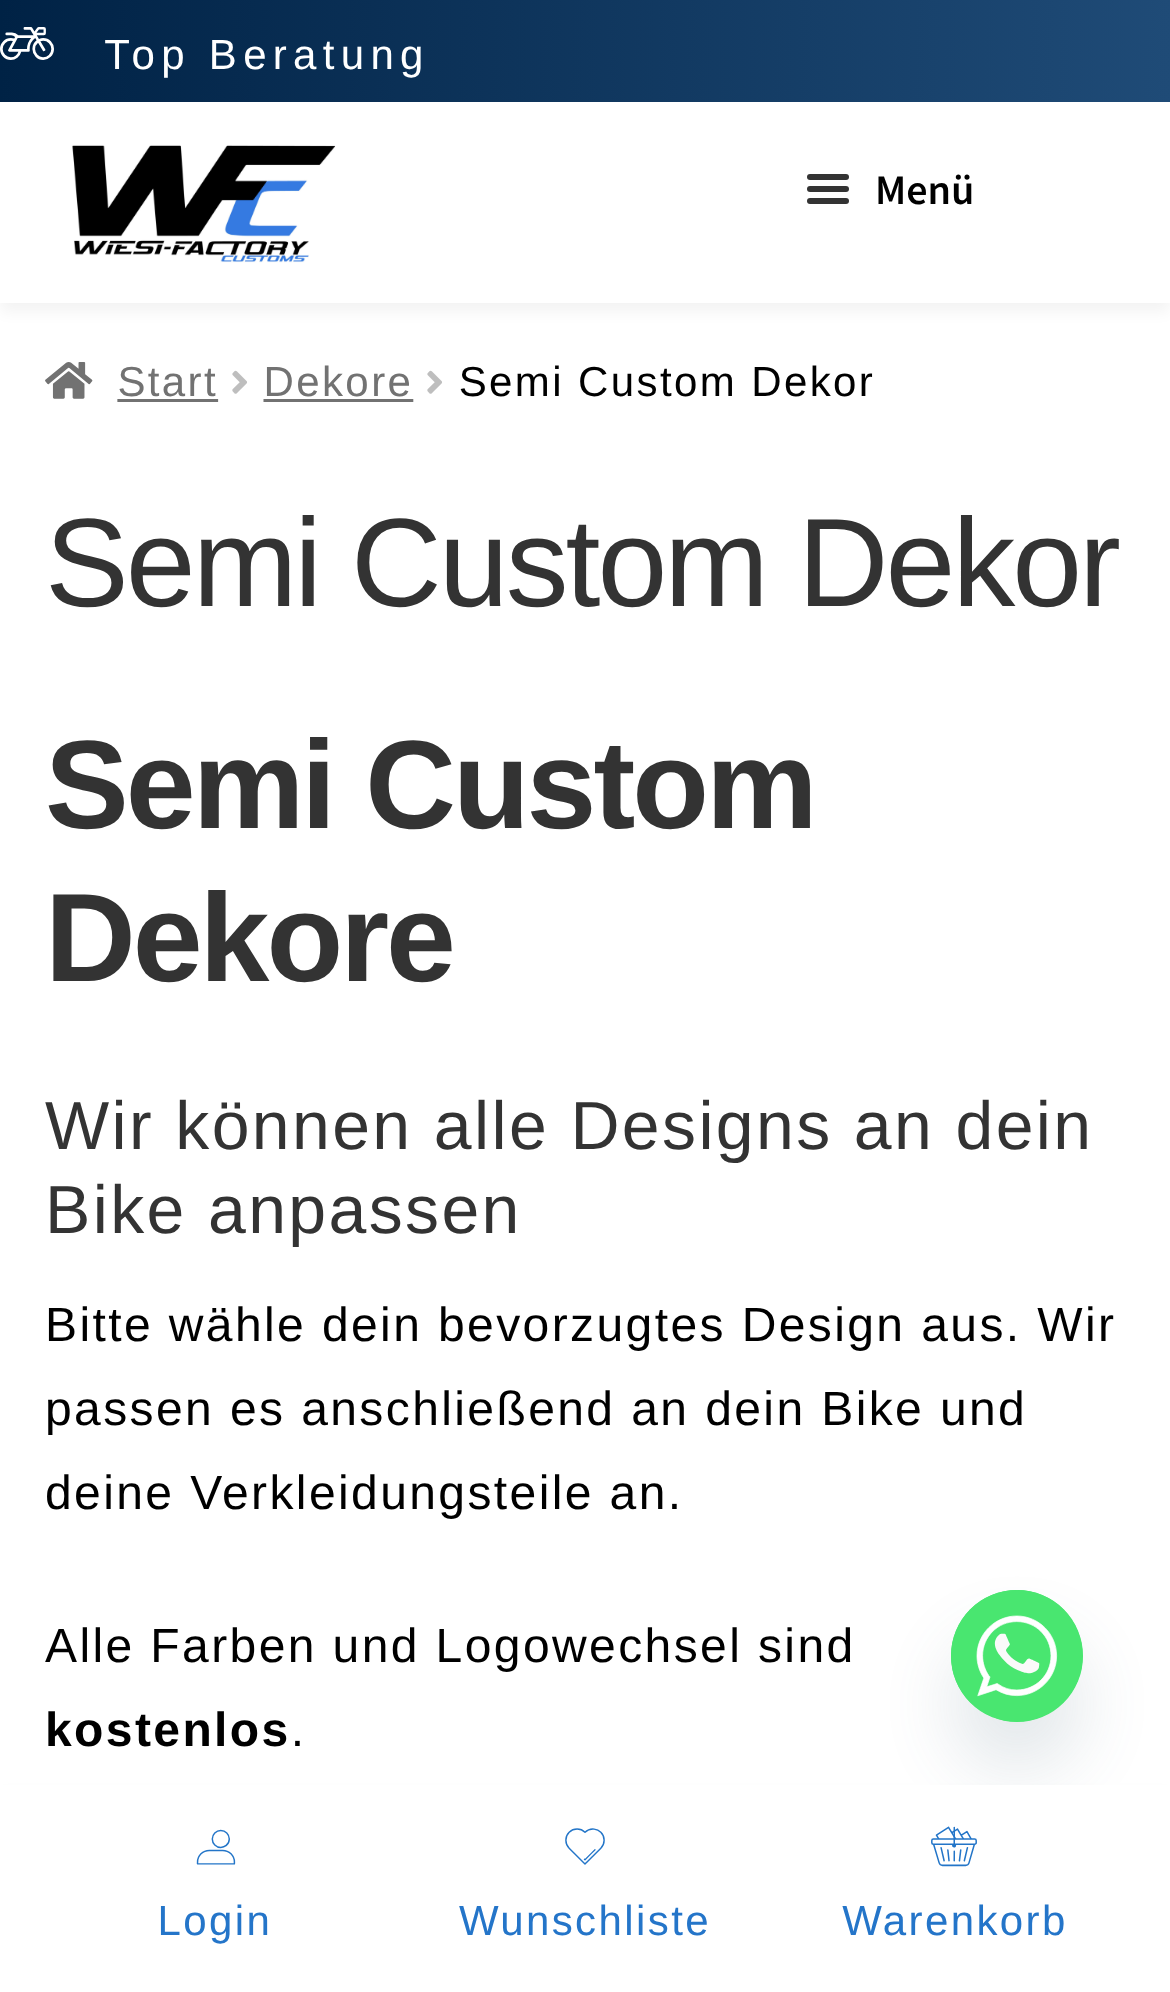 Top Beratung
WFC
WIESI-FACTORY
CUSTOMS
Menü
Start Dekore Semi Custom Dekor
Semi Custom Dekor
Semi Custom
Dekore
Wir können alle Designs an dein
Bike anpassen
Bitte wähle dein bevorzugtes Design aus. Wir
passen es anschließend an dein Bike und
deine Verkleidungsteile an.
Alle Farben und Logowechsel sind
kostenlos.
Login Wunschliste Warenkorb